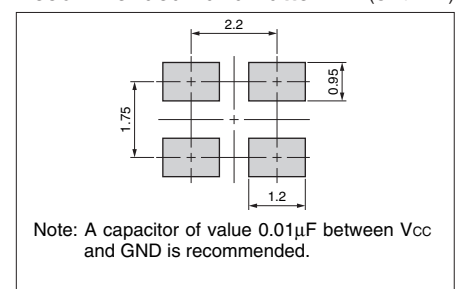 2.2
0.95
1.75
1.2
Note: A capacitor of value 0.01μF between Vcc
and GND is recommended.